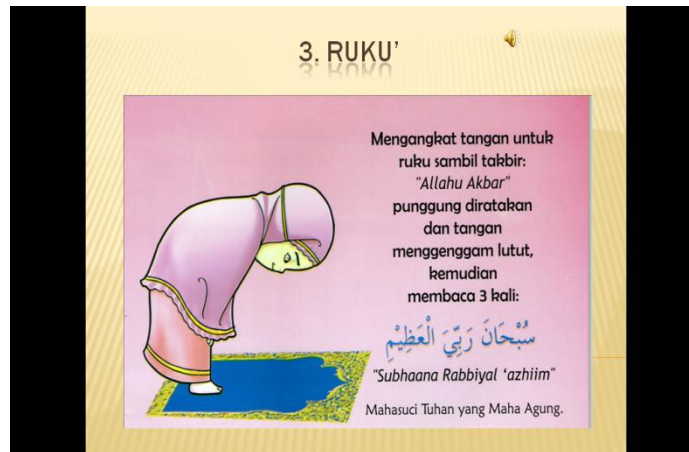 3. RUKU’
Mengangkat tangan untuk
ruku sambil takbir:
"Allahu Akbar"
punggung diratakan
dan tangan
menggenggam lutut,
kemudian
membaca 3 kali:
سُبْحَانَ رَبِّيَ الْعَظِيْمِ
"Subhaana Rabbiyal ‘azhiim"
Mahasuci Tuhan yang Maha Agung.